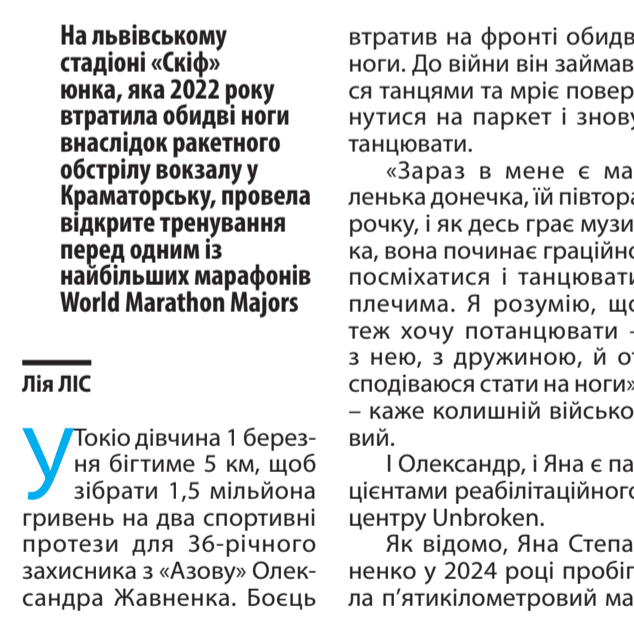 На львівському
стадіоні «Скіф»
юнка, яка 2022 року
втратила обидві ноги
внаслідок ракетного
обстрілу вокзалу у
Краматорську, провела
відкрите тренування
перед одним із
найбільших марафонів
World Marathon Majors
Лія ЛІС
У Токіо дівчина 1 берез-
ня бігтиме 5 км, щоб
зібрати 1,5 мільйона
гривень на два спортивні
протези для 36-річного
захисника з «Азову» Олек-
сандра Жавненка. Боєць
втратив на фронті обидв
ноги. До війни він займав
ся танцями та мріє повер
нутися на паркет і знову
танцювати.
«Зараз в мене є ма
ленька донечка, їй півтора
рочку, і як десь грає музи
ка, вона починає граційно
посміхатися і танцювати
плечима. Я розумію, що
теж хочу потанцювати -
з нею, з дружиною, й от
сподіваюся стати на ноги»
– каже колишній військо
вий.
І Олександр, і Яна є па
цієнтами реабілітаційного
центру Unbroken.
Як відомо, Яна Степа
ненко у 2024 році пробіг
ла п’ятикілометровий ма